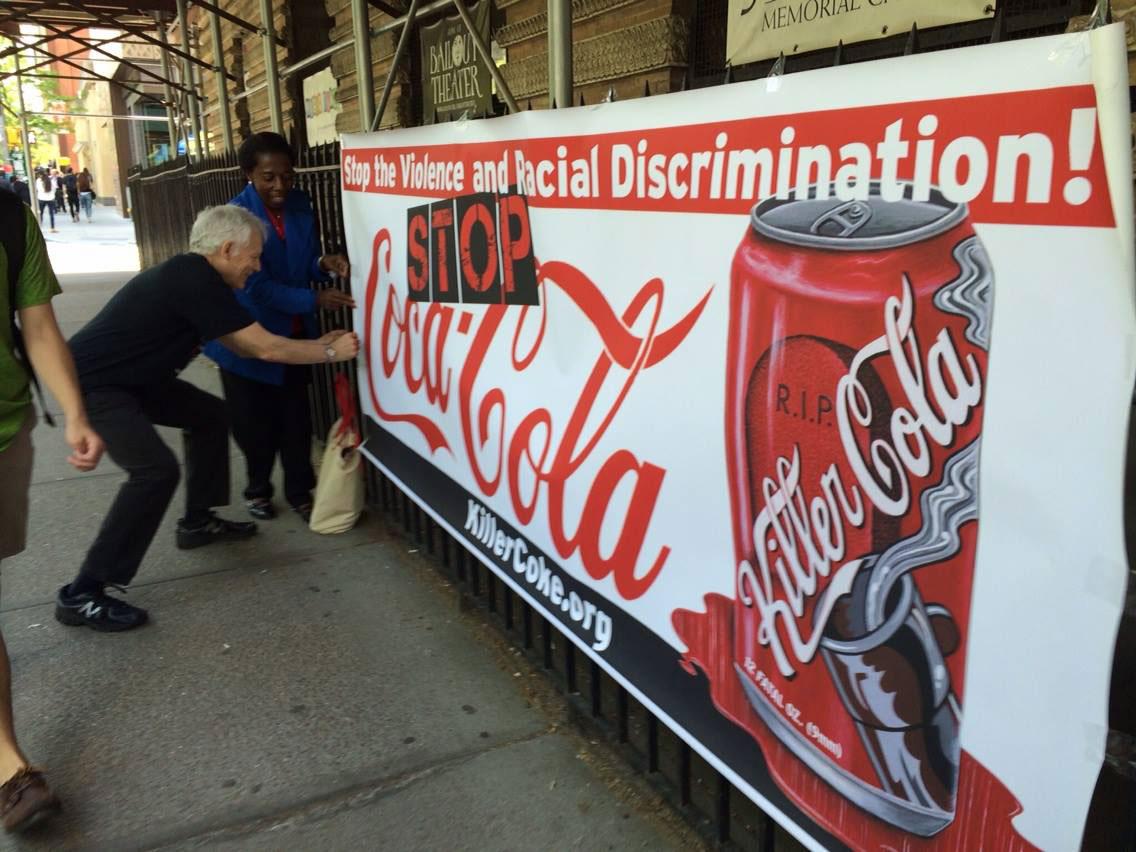 BAILOUT
THEATER
MEMORIAL
Stop the Violence and Racial Discrimination!
STOP
Coca-Cola
KillerCoke.org
R.I.P.
Killer Cola
12 FATAL OZ. (9mm)
N